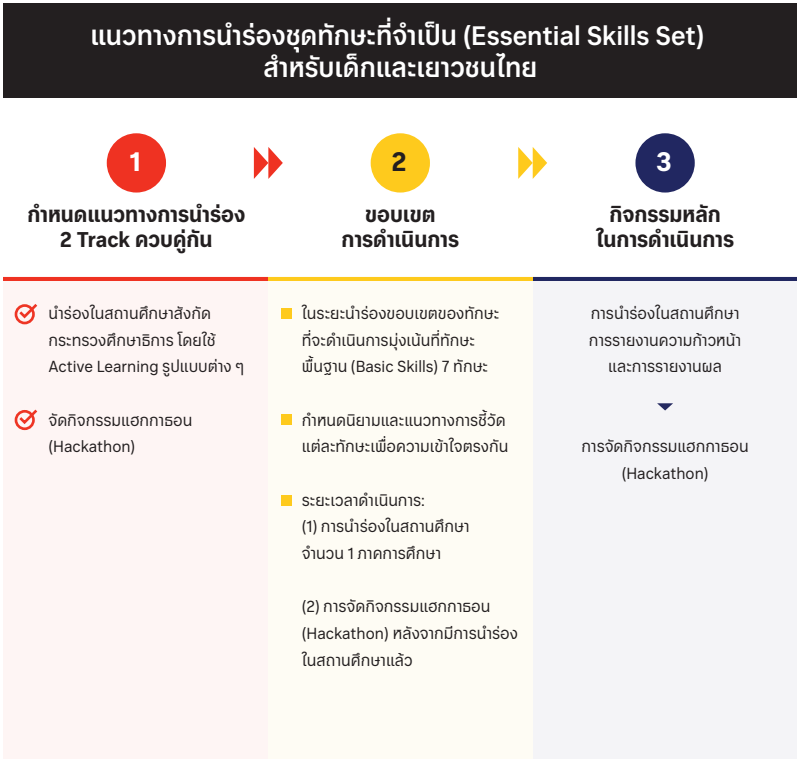 แนวทางการนำร่องชุดทักษะที่จำเป็น (Essential Skills Set)
สำหรับเด็กและเยาวชนไทย
1
กำหนดแนวทางการนำร่อง
2 Track ควบคู่กัน
นำร่องในสถานศึกษาสังกัด
กระทรวงศึกษาธิการ โดยใช้
Active Learning รูปแบบต่าง ๆ
จัดกิจกรรมแฮกกาธอน
(Hackathon)
2
ขอบเขต
การดำเนินการ
ในระยะนำร่องขอบเขตของทักษะ
ที่จะดำเนินการมุ่งเน้นที่ทักษะ
พื้นฐาน (Basic Skills) 7 ทักษะ
กำหนดนิยามและแนวทางการชี้วัด
แต่ละทักษะเพื่อความเข้าใจตรงกัน
ระยะเวลาดำเนินการ:
(1) การนำร่องในสถานศึกษา
จำนวน 1 ภาคการศึกษา
(2) การจัดกิจกรรมแฮกกาธอน
(Hackathon) หลังจากมีการนำร่อง
ในสถานศึกษาแล้ว
3
กิจกรรมหลัก
ในการดำเนินการ
การนำร่องในสถานศึกษา
การรายงานความก้าวหน้า
และการรายงานผล
การจัดกิจกรรมแฮกกาธอน
(Hackathon)